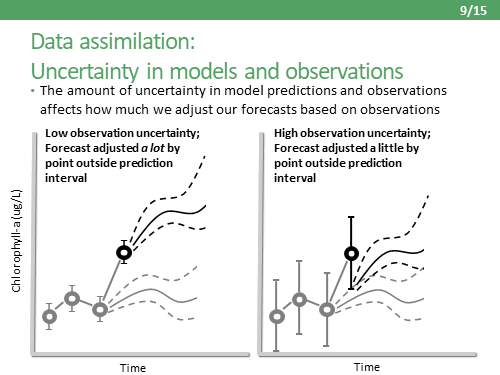 9/15
Data assimilation:
Uncertainty in models and observations
• The amount of uncertainty in model predictions and observations
affects how much we adjust our forecasts based on observations
Low observation uncertainty;
Forecast adjusted a lot by
point outside prediction
interval
High observation uncertainty;
Forecast adjusted a little by
point outside prediction
interval
Chlorophyll-a (ug/L)
Time
Time